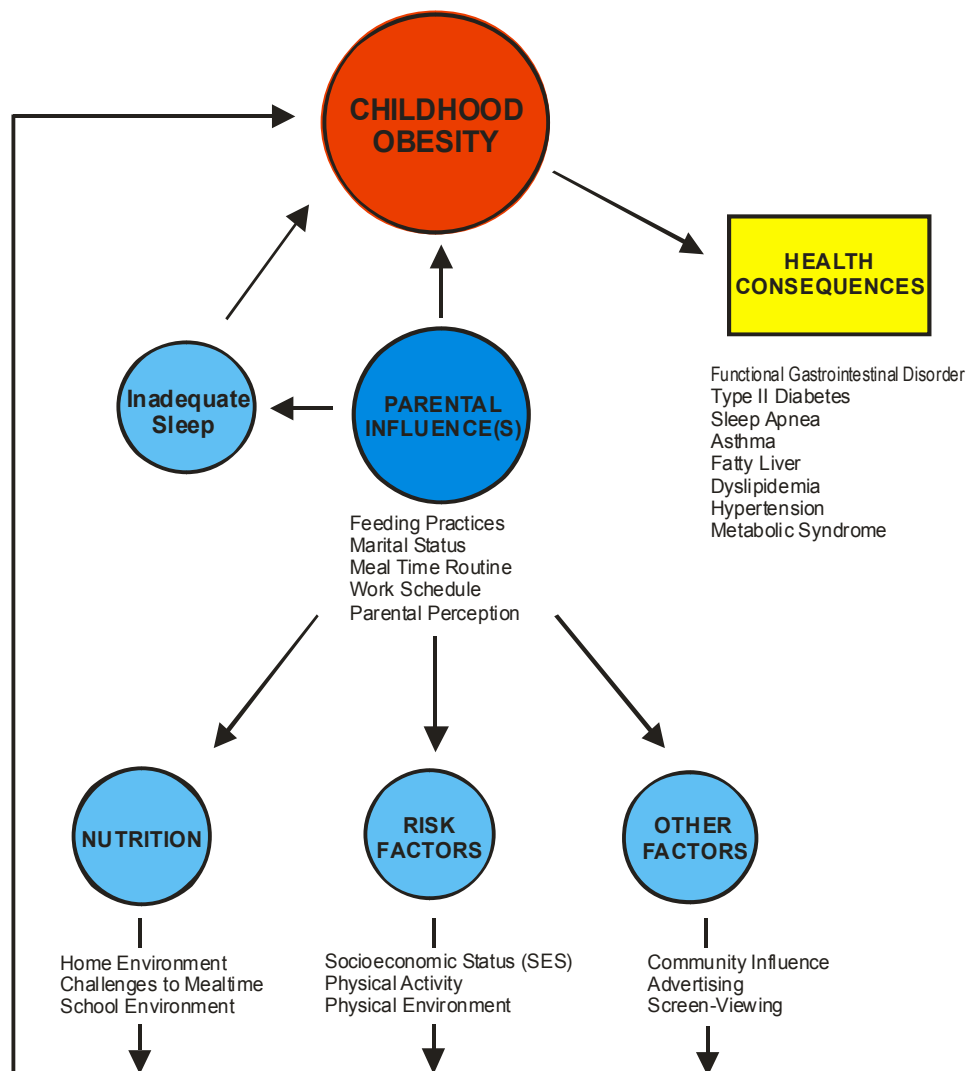 CHILDHOOD
OBESITY
HEALTH
CONSEQUENCES
Functional Gastrointestinal Disorder
Type II Diabetes
Sleep Apnea
Asthma
Fatty Liver
Dyslipidemia
Hypertension
Metabolic Syndrome
Inadequate
Sleep
PARENTAL
INFLUENCE(S)
Feeding Practices
Marital Status
Meal Time Routine
Work Schedule
Parental Perception
NUTRITION
Home Environment
Challenges to Mealtime
School Environment
RISK
FACTORS
Socioeconomic Status (SES)
Physical Activity
Physical Environment
OTHER
FACTORS
Community Influence
Advertising
Screen-Viewing